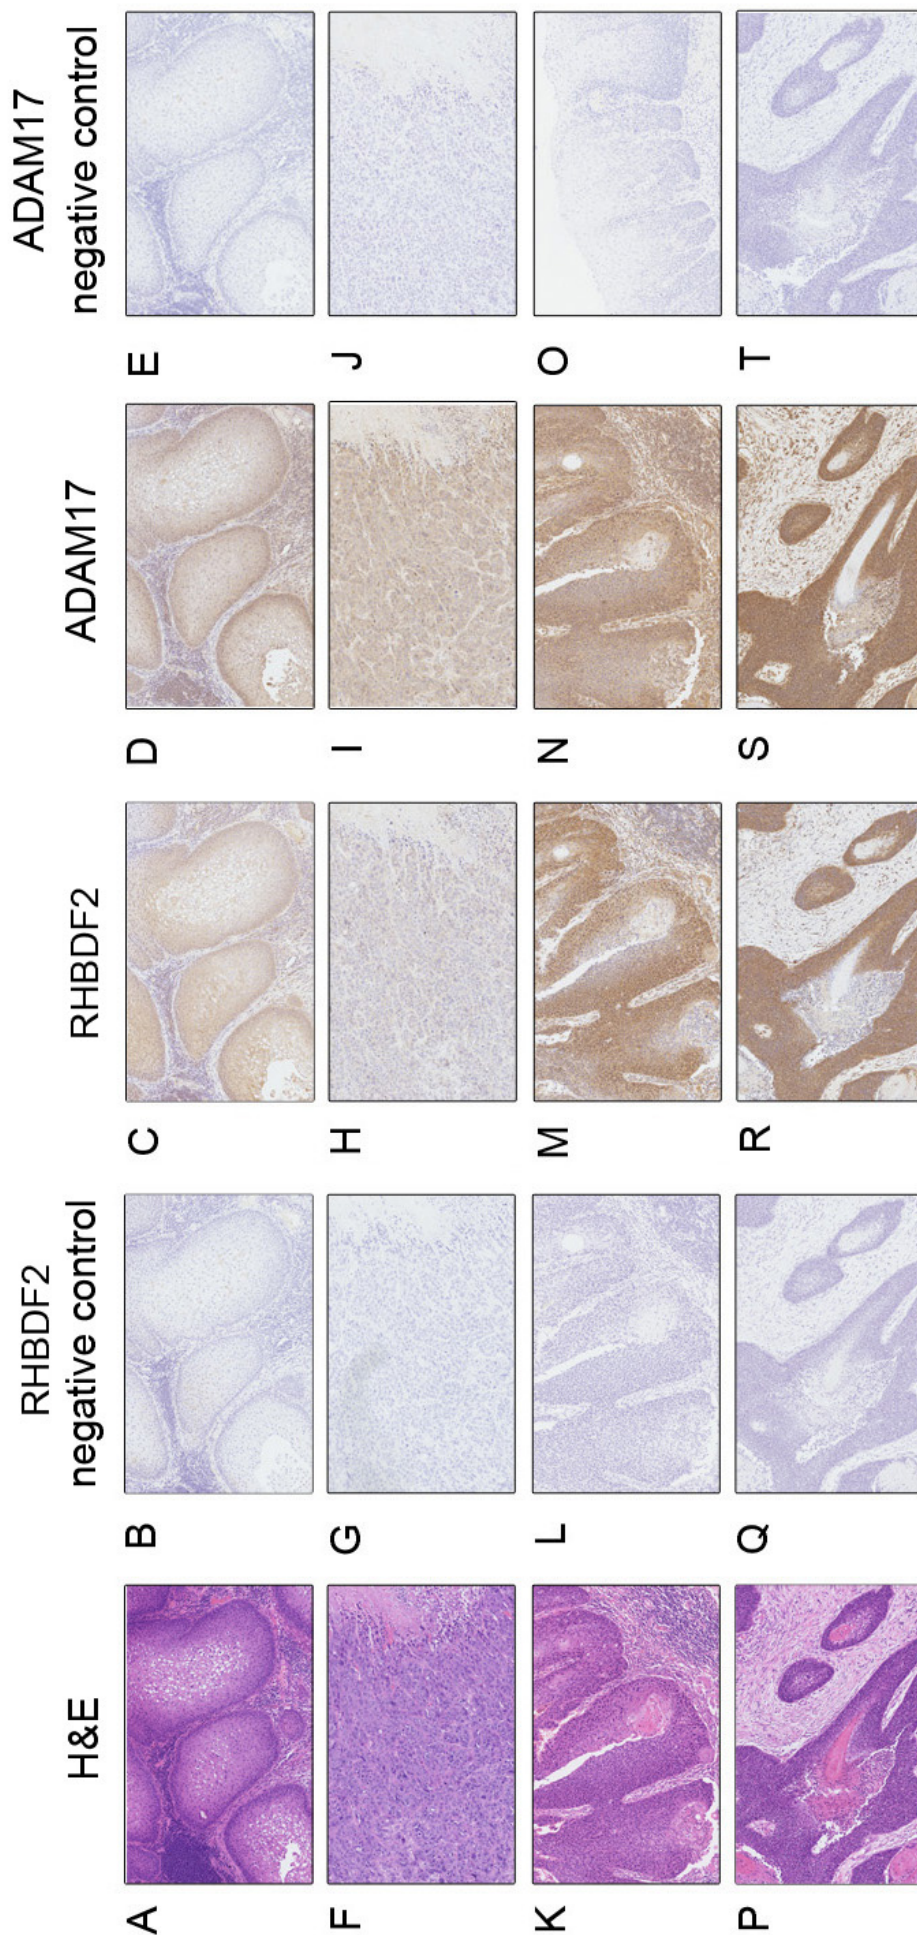 H&E
RHBDF2
negative control
RHBDF2
ADAM17
ADAM17
negative control
A
B
C
D
E
F
G
H
I
J
K
L
M
N
O
P
Q
R
S
T